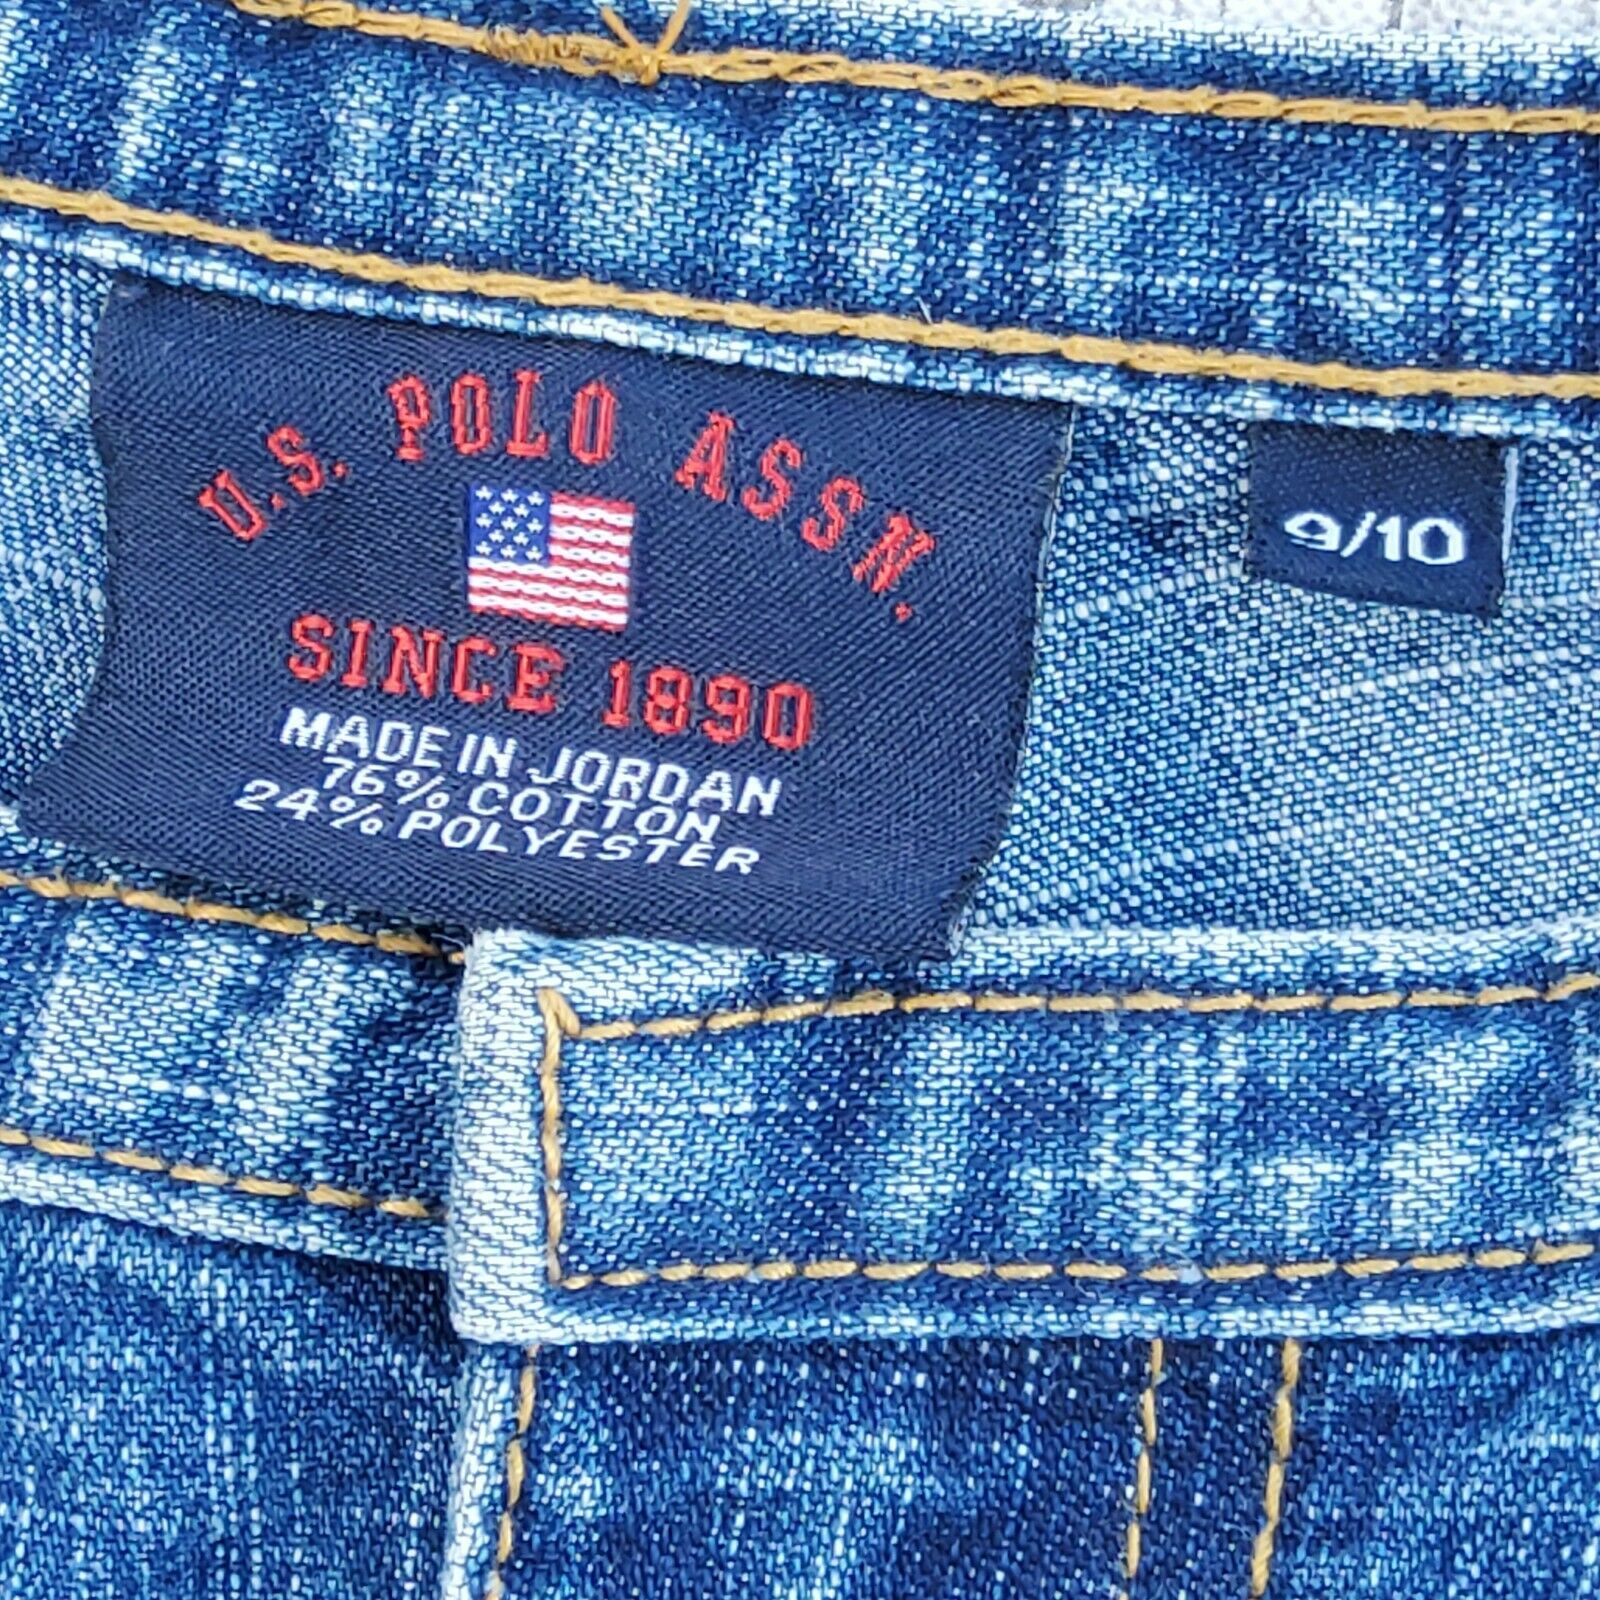 U.S. POLO ASSN.
SINCE 1890
MADE IN JORDAN
76% COTTON
24% POLYESTER
9/10